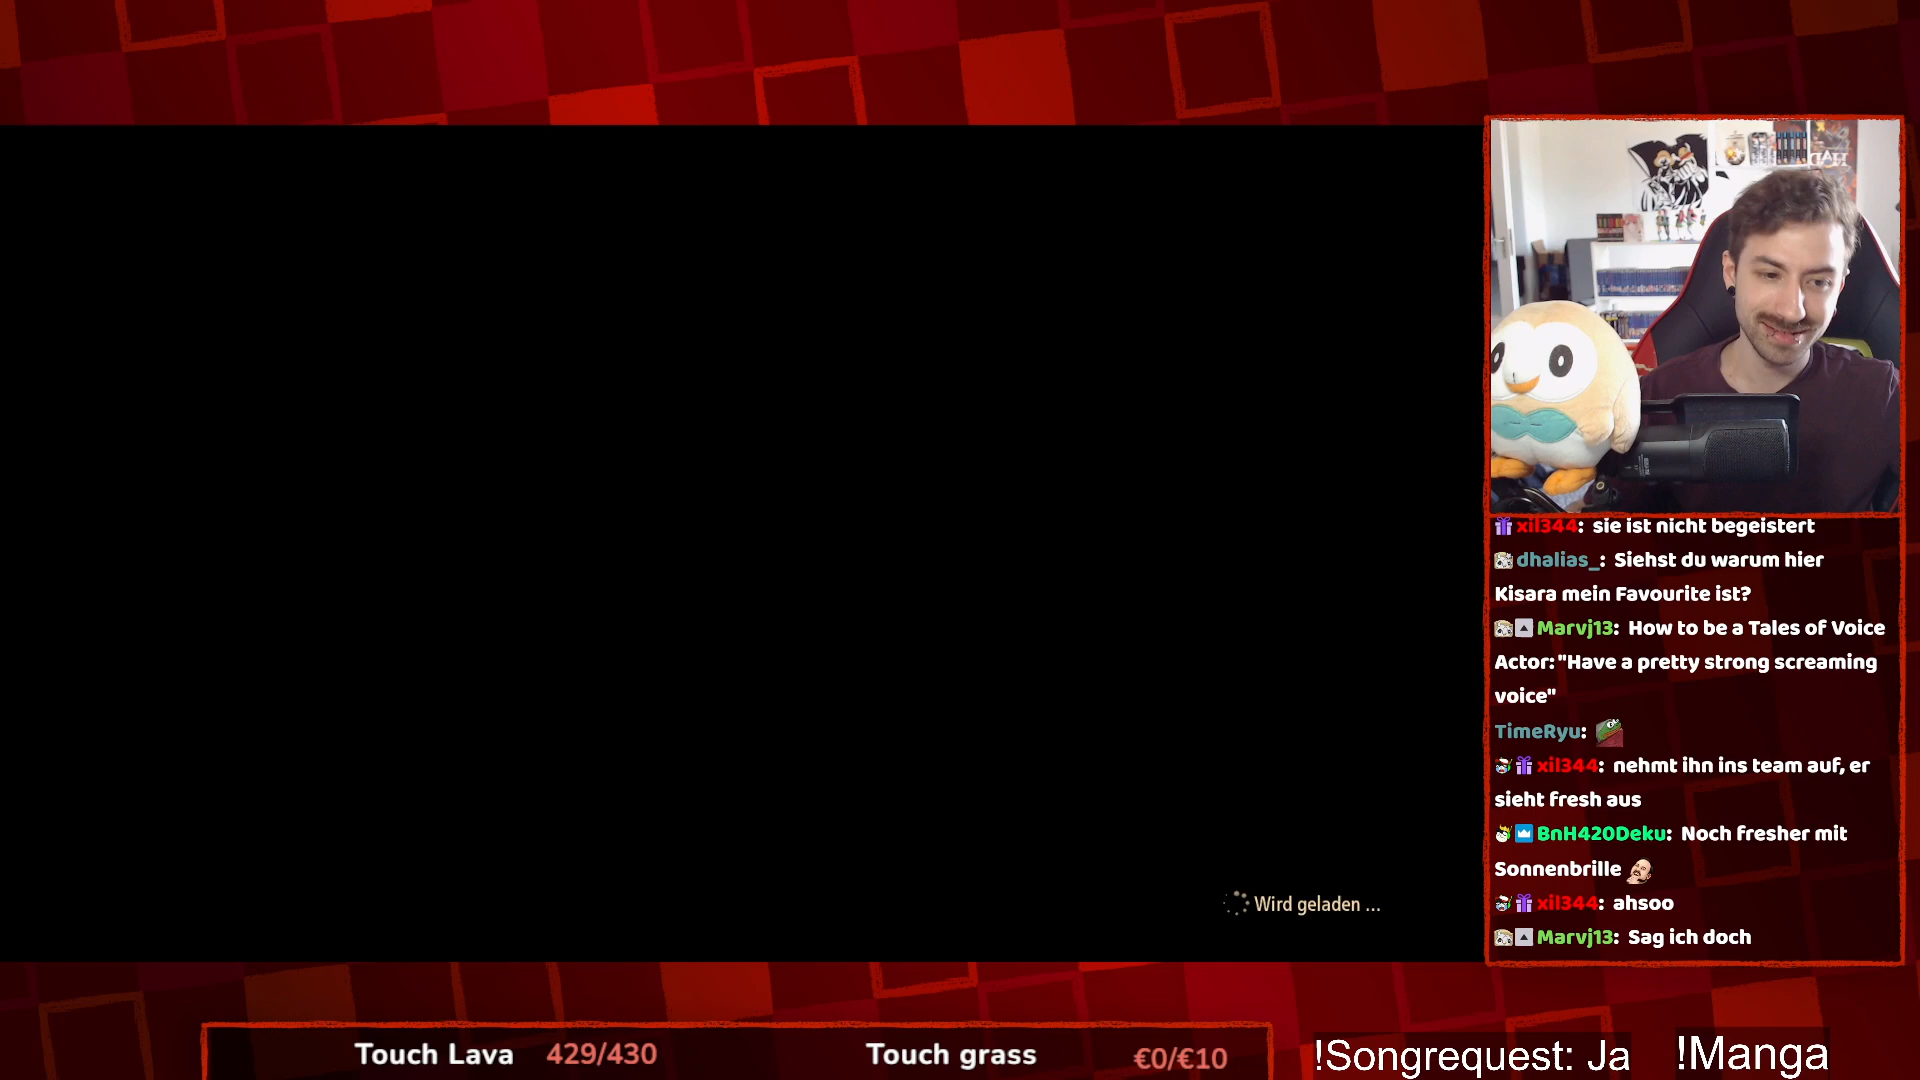 xil344: sie ist nicht begeistert
dhalias_: Siehst du warum hier
Kisara mein Favourite ist?
Marvj13: How to be a Tales of Voice
Actor: "Have a pretty strong screaming
voice"
TimeRyu:
xil344: nehmt ihn ins team auf, er
sieht fresh aus
BnH420Deku: Noch fresher mit
Sonnenbrille
xil344: ahsoo
Marvj13: Sag ich doch
Wird geladen ...
Touch Lava 429/430 Touch grass €0/€10 !Songrequest: Ja !Manga